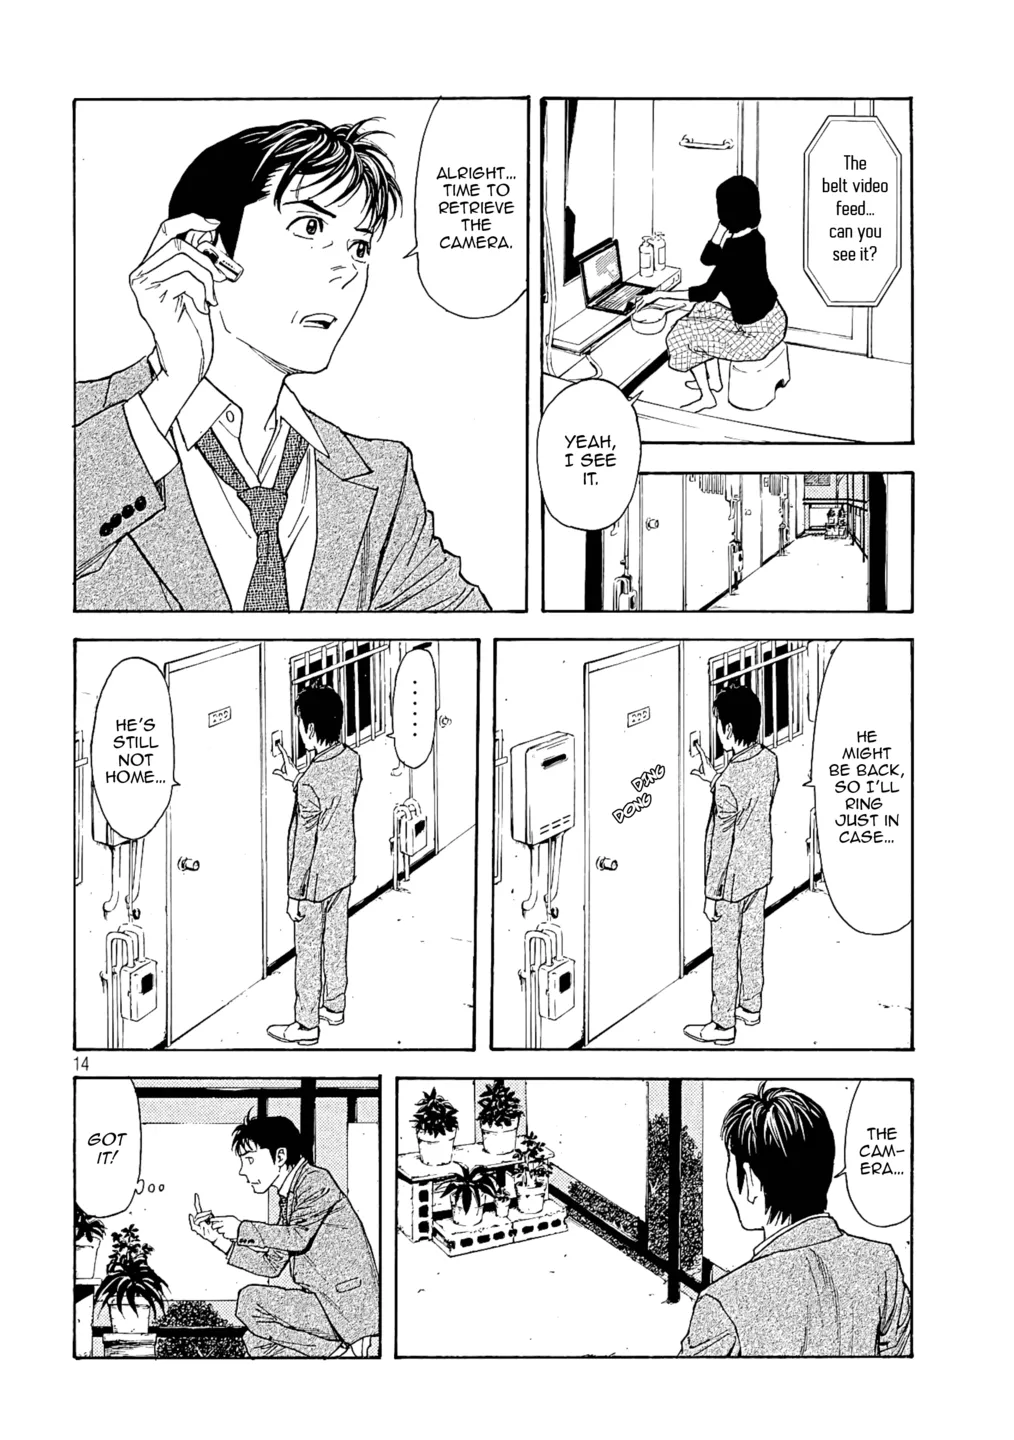 The
belt video
feed...
can you
see it?
YEAH,
I SEE
IT.
ALRIGHT...
TIME TO
RETRIEVE
THE
CAMERA.
HE
MIGHT
BE BACK,
SO I'LL
RING
JUST IN
CASE...
DING
DONG
......
HE'S
STILL
NOT
HOME...
THE
CAM-
ERA...
GOT
IT!
14